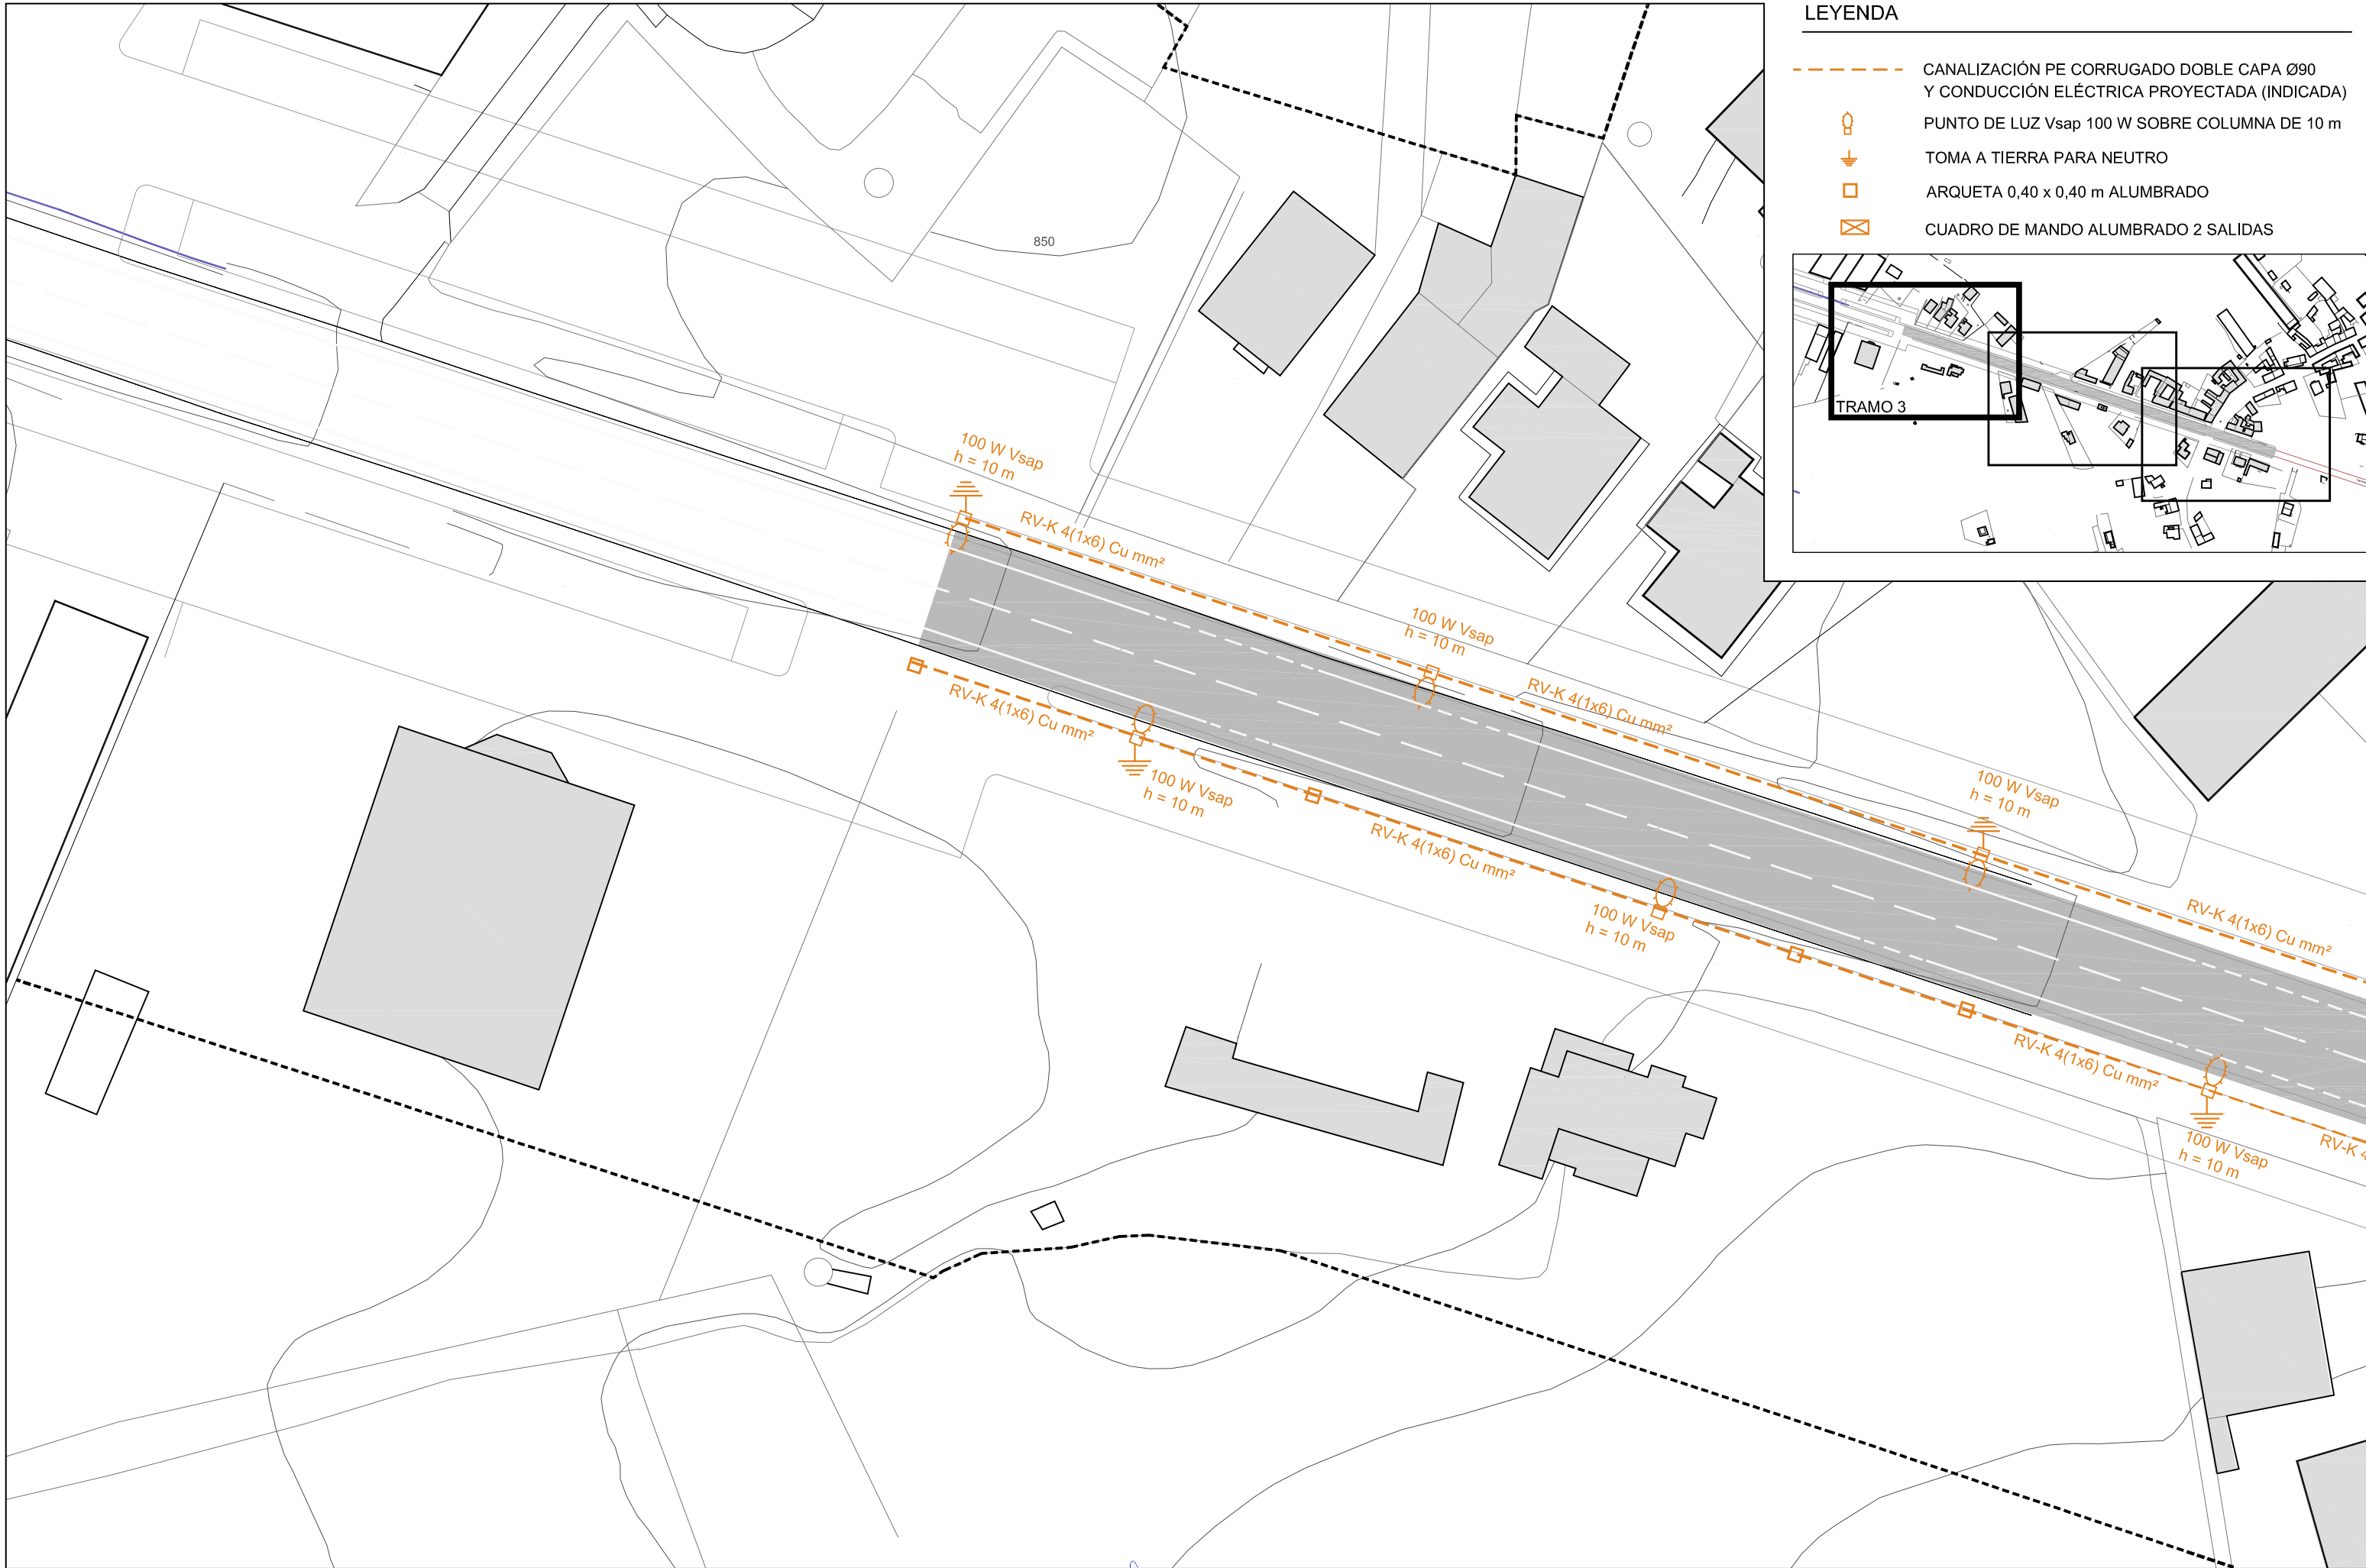 LEYENDA
CANALIZACIÓN PE CORRUGADO DOBLE CAPA Ø90
Y CONDUCCIÓN ELÉCTRICA PROYECTADA (INDICADA)
PUNTO DE LUZ Vsap 100 W SOBRE COLUMNA DE 10 m
TOMA A TIERRA PARA NEUTRO
ARQUETA 0,40 x 0,40 m ALUMBRADO
CUADRO DE MANDO ALUMBRADO 2 SALIDAS
TRAMO 3
850
100 W Vsap
h = 10 m
RV-K 4(1x6) Cu mm²
100 W Vsap
h = 10 m
RV-K 4(1x6) Cu mm²
100 W Vsap
h = 10 m
RV-K 4(1x6) Cu mm²
RV-K 4(1x6) Cu mm²
100 W Vsap
h = 10 m
RV-K 4(1x6) Cu mm²
100 W Vsap
h = 10 m
RV-K 4(1x6) Cu mm²
100 W Vsap
h = 10 m
RV-K